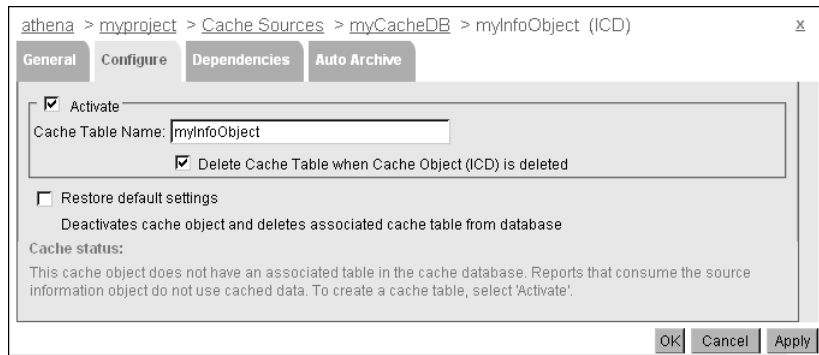 athena > myproject > Cache Sources > myCacheDB > myInfoObject (ICD) x
General Configure Dependencies Auto Archive
Activate
Cache Table Name: myInfoObject
Delete Cache Table when Cache Object (ICD) is deleted
Restore default settings
Deactivates cache object and deletes associated cache table from database
Cache status:
This cache object does not have an associated table in the cache database. Reports that consume the source
information object do not use cached data. To create a cache table, select 'Activate'.
OK Cancel Apply